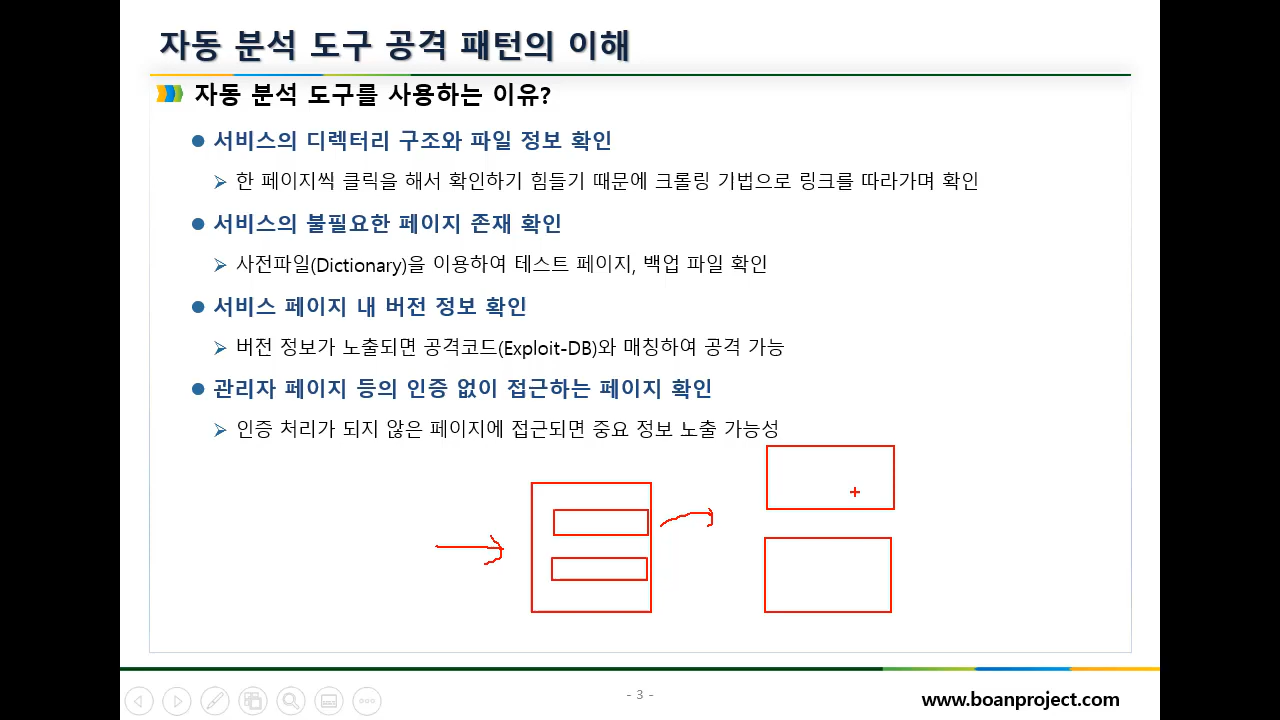 자동 분석 도구 공격 패턴의 이해
자동 분석 도구를 사용하는 이유?
서비스의 디렉터리 구조와 파일 정보 확인
한 페이지씩 클릭을 해서 확인하기 힘들기 때문에 크롤링 기법으로 링크를 따라가며 확인
서비스의 불필요한 페이지 존재 확인
사전파일(Dictionary)을 이용하여 테스트 페이지, 백업 파일 확인
서비스 페이지 내 버전 정보 확인
버전 정보가 노출되면 공격코드(Exploit-DB)와 매칭하여 공격 가능
관리자 페이지 등의 인증 없이 접근하는 페이지 확인
인증 처리가 되지 않은 페이지에 접근되면 중요 정보 노출 가능성
- 3 -
www.boanproject.com